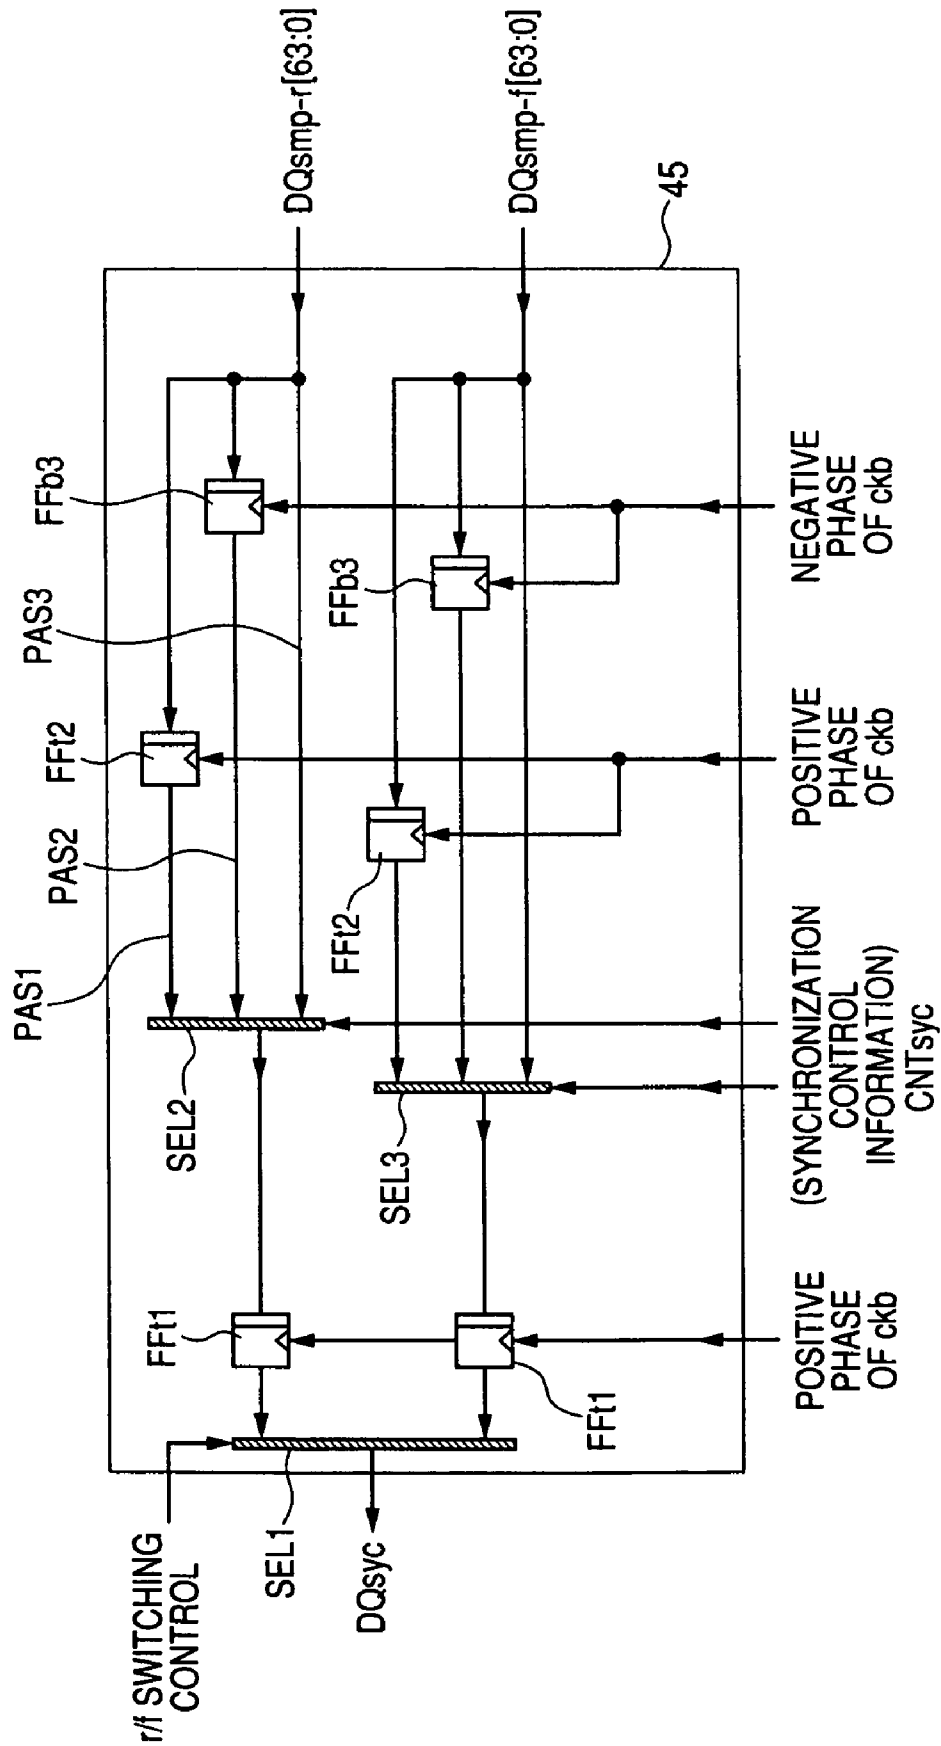 DQsmp-r[63:0]
DQsmp-f[63:0]
45
FFb3
PAS3
FFt2
PAS2
PAS1
SEL2
FFt1
FFb3
FFt2
SEL3
FFt1
SEL1
DQsyc
r/f SWITCHING
CONTROL
NEGATIVE
PHASE
OF ckb
POSITIVE
PHASE
OF ckb
(SYNCHRONIZATION
CONTROL
INFORMATION)
CNTsyc
POSITIVE
PHASE
OF ckb